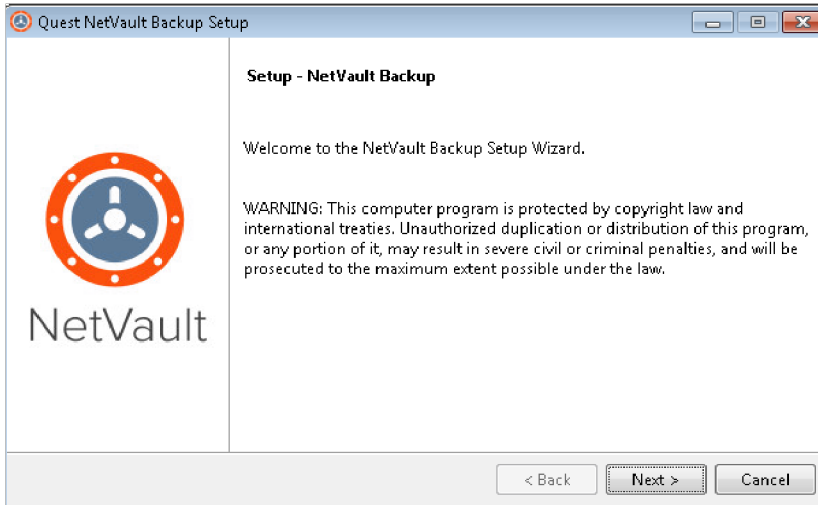 Quest NetVault Backup Setup
Setup - NetVault Backup
Welcome to the NetVault Backup Setup Wizard.
WARNING: This computer program is protected by copyright law and
international treaties. Unauthorized duplication or distribution of this program,
or any portion of it, may result in severe civil or criminal penalties, and will be
prosecuted to the maximum extent possible under the law.
NetVault
< Back
Next >
Cancel